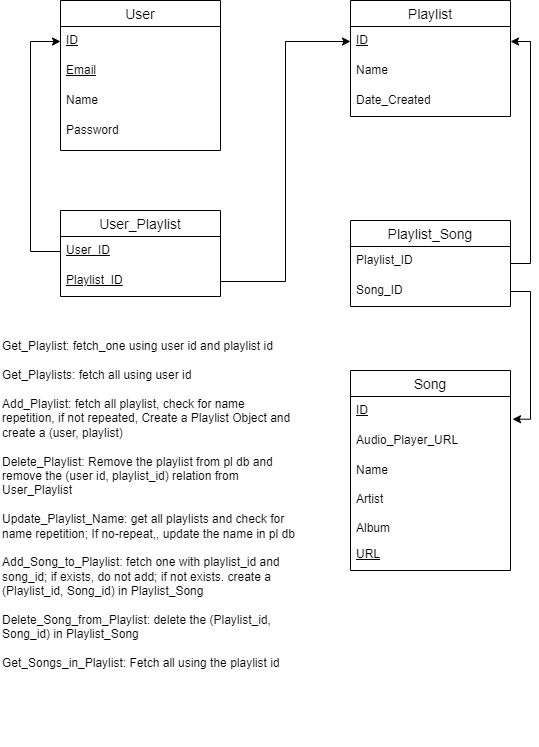 User
ID
Email
Name
Password
Playlist
ID
Name
Date_Created
User_Playlist
User_ID
Playlist_ID
Playlist_Song
Playlist_ID
Song_ID
Song
ID
Audio_Player_URL
Name
Artist
Album
URL
Get_Playlist: fetch_one using user id and playlist id
Get_Playlists: fetch all using user id
Add_Playlist: fetch all playlist, check for name
repetition, if not repeated, Create a Playlist Object and
create a (user, playlist)
Delete_Playlist: Remove the playlist from pl db and
remove the (user id, playlist_id) relation from
User_Playlist
Update_Playlist_Name: get all playlists and check for
name repetition; If no-repeat,, update the name in pl db
Add_Song_to_Playlist: fetch one with playlist_id and
song_id; if exists, do not add; if not exists. create a
(Playlist_id, Song_id) in Playlist_Song
Delete_Song_from_Playlist: delete the (Playlist_id,
Song_id) in Playlist_Song
Get_Songs_in_Playlist: Fetch all using the playlist id